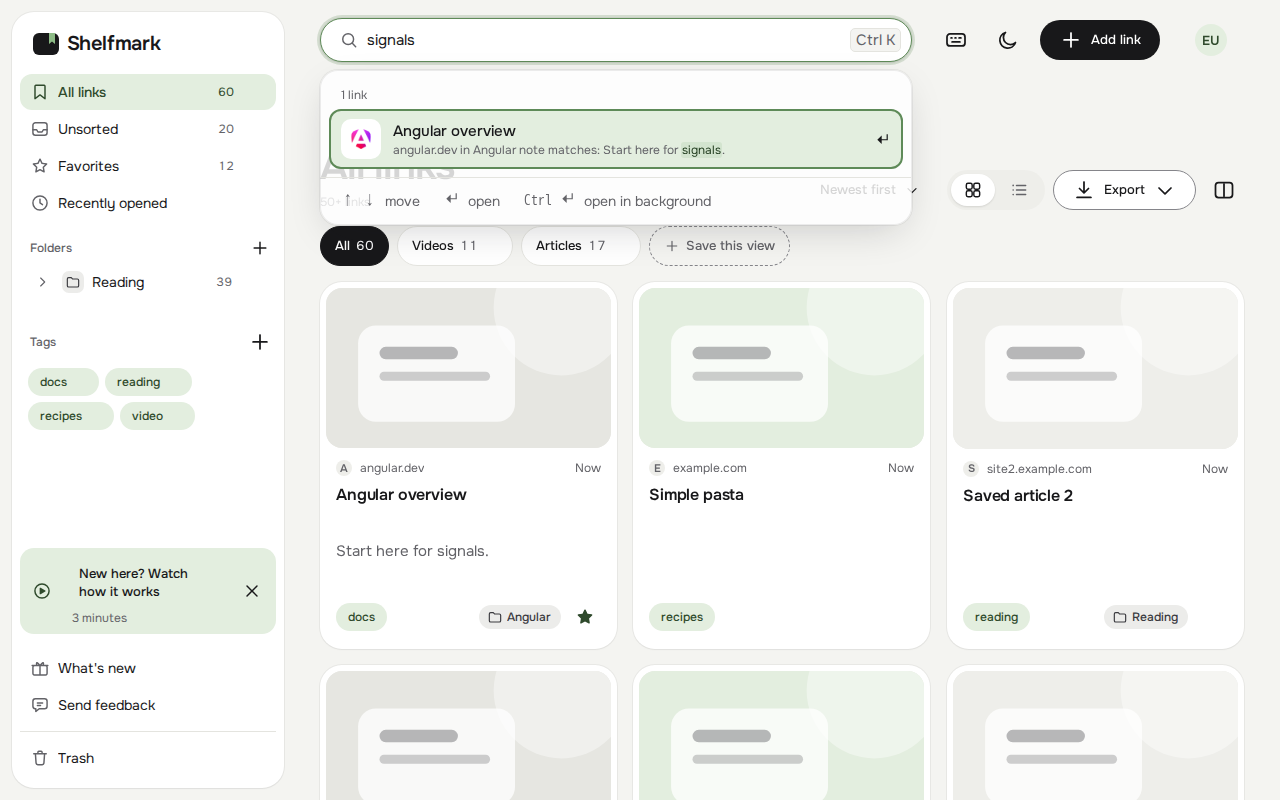 Shelfmark
All links 60
Unsorted 20
Favorites 12
Recently opened
Folders
Reading 39
Tags
docs reading
recipes video
New here? Watch
how it works
3 minutes
What's new
Send feedback
Trash
signals Ctrl K
Add link
EU
1 link
Angular overview
angular.dev in Angular note matches: Start here for signals.
All links
50+ links
move open Ctrl open in background
Newest first
Export
All 60 Videos 11 Articles 17 Save this view
A angular.dev Now
Angular overview
Start here for signals.
docs Angular
E example.com Now
Simple pasta
recipes
S site2.example.com Now
Saved article 2
reading Reading